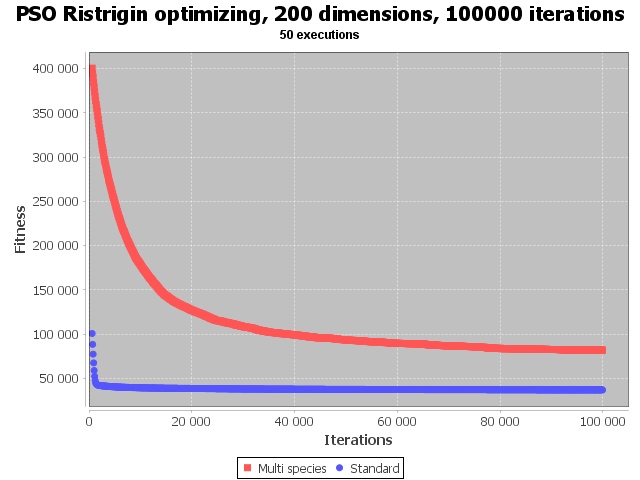 PSO Ristrigin optimizing, 200 dimensions, 100000 iterations
50 executions
400 000
350 000
300 000
250 000
200 000
150 000
100 000
50 000
Fitness
0
20 000
40 000
60 000
80 000
100 000
Iterations
Multi species
Standard